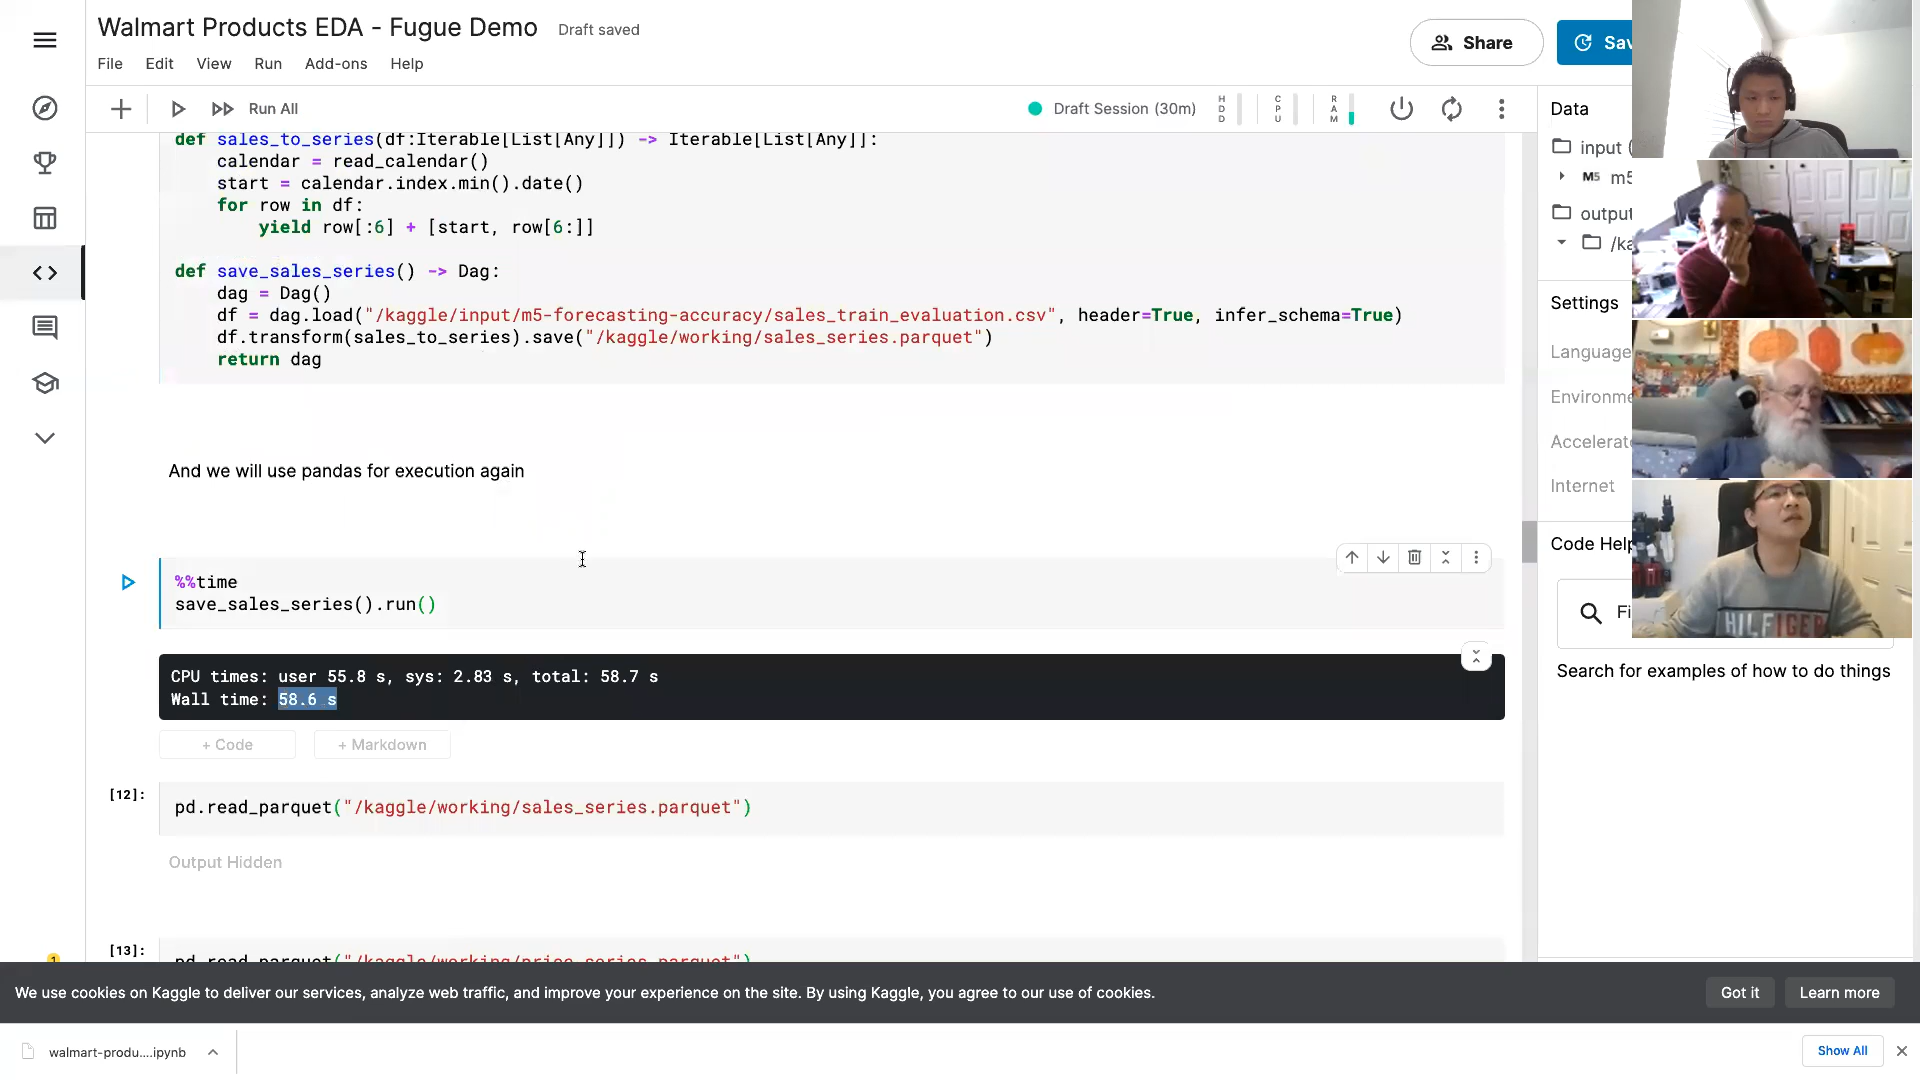 Walmart Products EDA - Fugue Demo
Draft saved
Share
Sav
File
Edit
View
Run
Add-ons
Help
Run All
Draft Session (30m)
HDD
CPU
RAM
def sales_to_series(df:Iterable[List[Any]]) -> Iterable[List[Any]]:
calendar = read_calendar()
start = calendar.index.min().date()
for row in df:
yield row[:6] + [start, row[6:]]
def save_sales_series() -> Dag:
dag = Dag()
df = dag.load("/kaggle/input/m5-forecasting-accuracy/sales_train_evaluation.csv", header=True, infer_schema=True)
df.transform(sales_to_series).save("/kaggle/working/sales_series.parquet")
return dag
And we will use pandas for execution again
%%time
save_sales_series().run()
CPU times: user 55.8 s, sys: 2.83 s, total: 58.7 s
Wall time: 58.6 s
+ Code
+ Markdown
[12]:
pd.read_parquet("/kaggle/working/sales_series.parquet")
Output Hidden
[13]:
pd.read_parquet("/kaggle/working/price_series.parquet")
Data
input (
M5 m5
output
/ka
Settings
Language
Environme
Accelerat
Internet
Code Help
Fi
Search for examples of how to do things
HILFIGER
1
We use cookies on Kaggle to deliver our services, analyze web traffic, and improve your experience on the site. By using Kaggle, you agree to our use of cookies.
Got it
Learn more
walmart-produ....ipynb
Show All